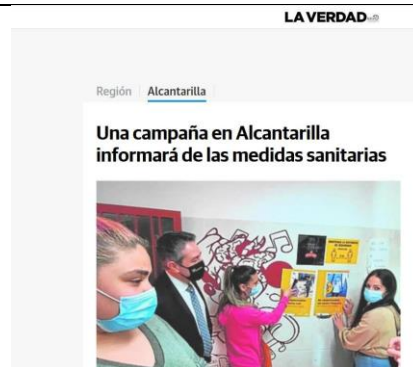 LA VERDAD
Región Alcantarilla
Una campaña en Alcantarilla
informará de las medidas sanitarias